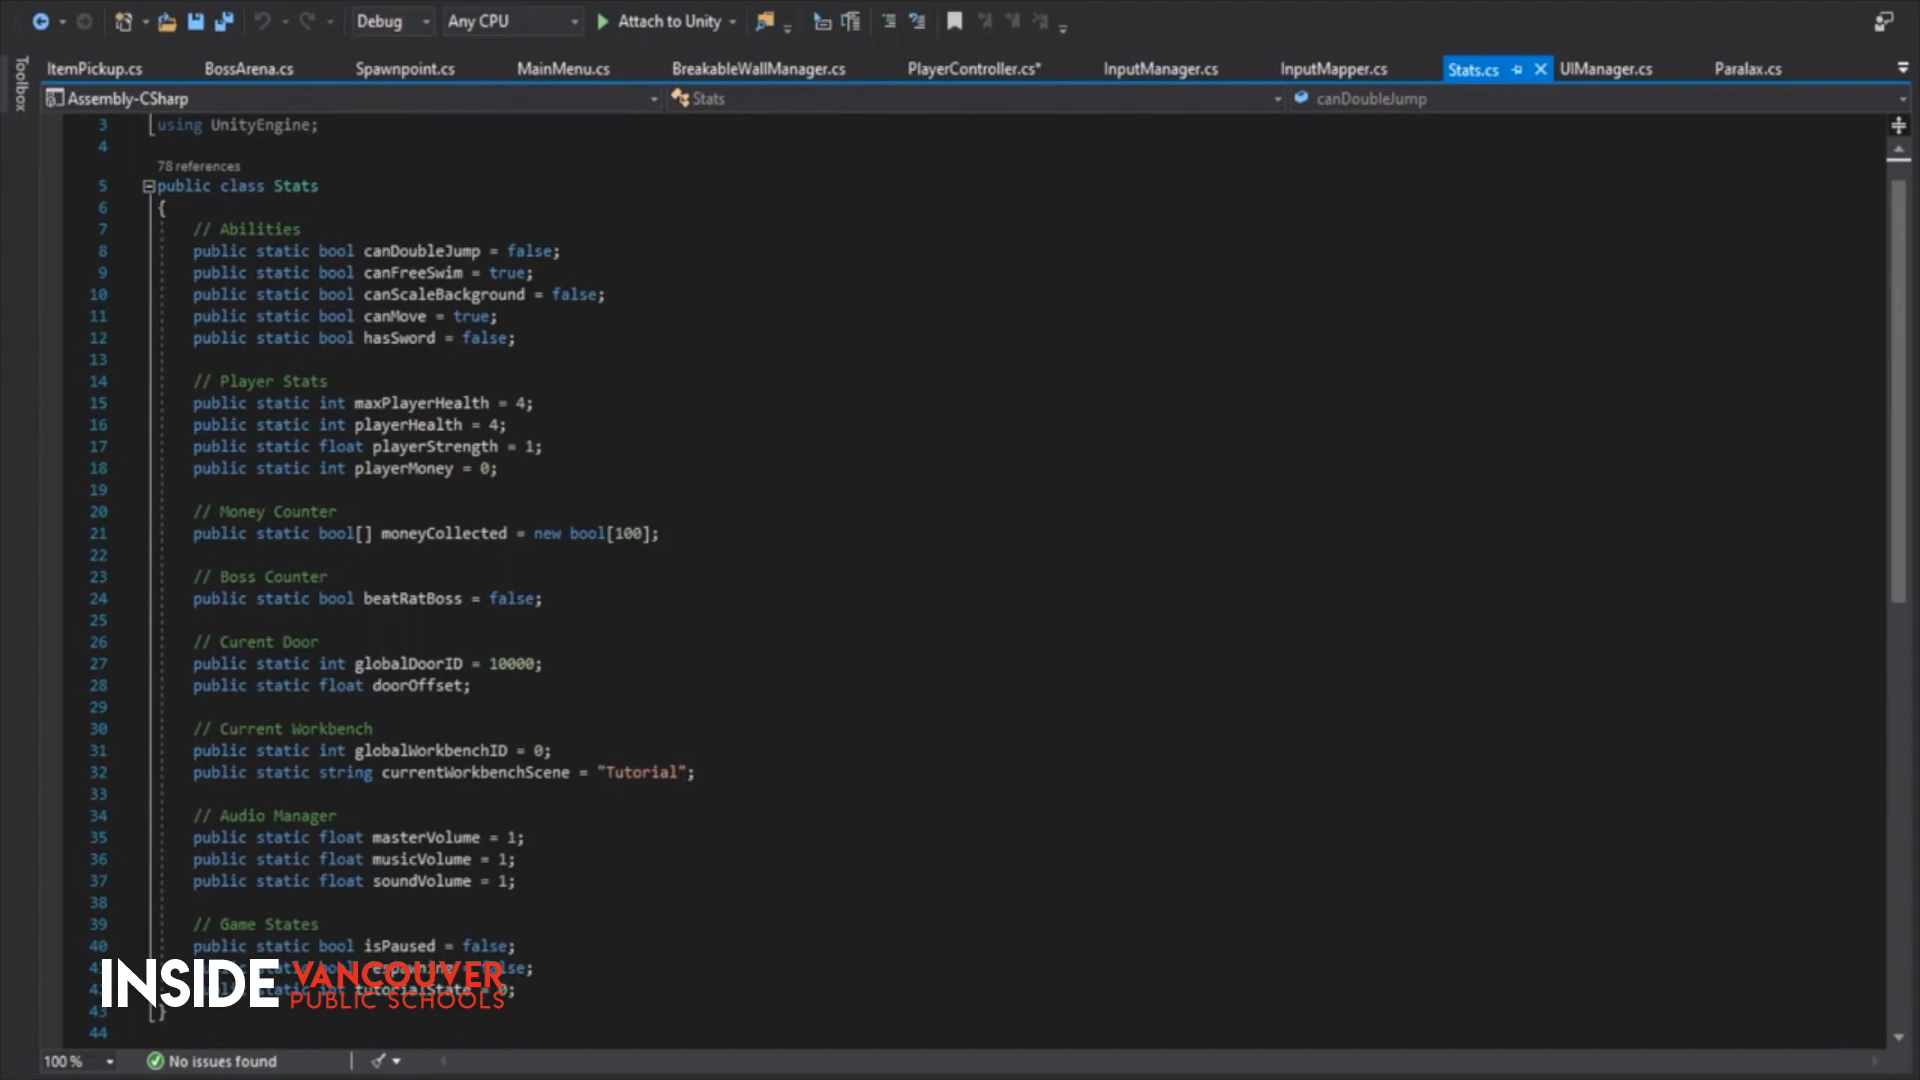 Debug Any CPU Attach to Unity
Toolbox
ItemPickup.cs BossArena.cs Spawnpoint.cs MainMenu.cs BreakableWallManager.cs PlayerController.cs* InputManager.cs InputMapper.cs Stats.cs UIManager.cs Paralax.cs
Assembly-CSharp Stats canDoubleJump
3 using UnityEngine;
4
78 references
5 public class Stats
6 {
7 // Abilities
8 public static bool canDoubleJump = false;
9 public static bool canFreeSwim = true;
10 public static bool canScaleBackground = false;
11 public static bool canMove = true;
12 public static bool hasSword = false;
13
14 // Player Stats
15 public static int maxPlayerHealth = 4;
16 public static int playerHealth = 4;
17 public static float playerStrength = 1;
18 public static int playerMoney = 0;
19
20 // Money Counter
21 public static bool[] moneyCollected = new bool[100];
22
23 // Boss Counter
24 public static bool beatRatBoss = false;
25
26 // Curent Door
27 public static int globalDoorID = 10000;
28 public static float doorOffset;
29
30 // Current Workbench
31 public static int globalWorkbenchID = 0;
32 public static string currentWorkbenchScene = "Tutorial";
33
34 // Audio Manager
35 public static float masterVolume = 1;
36 public static float musicVolume = 1;
37 public static float soundVolume = 1;
38
39 // Game States
40 public static bool isPaused = false;
static bool false;
int tutorialState = 0;
43 }
44
INSIDE VANCOUVER
PUBLIC SCHOOLS
100 % No issues found